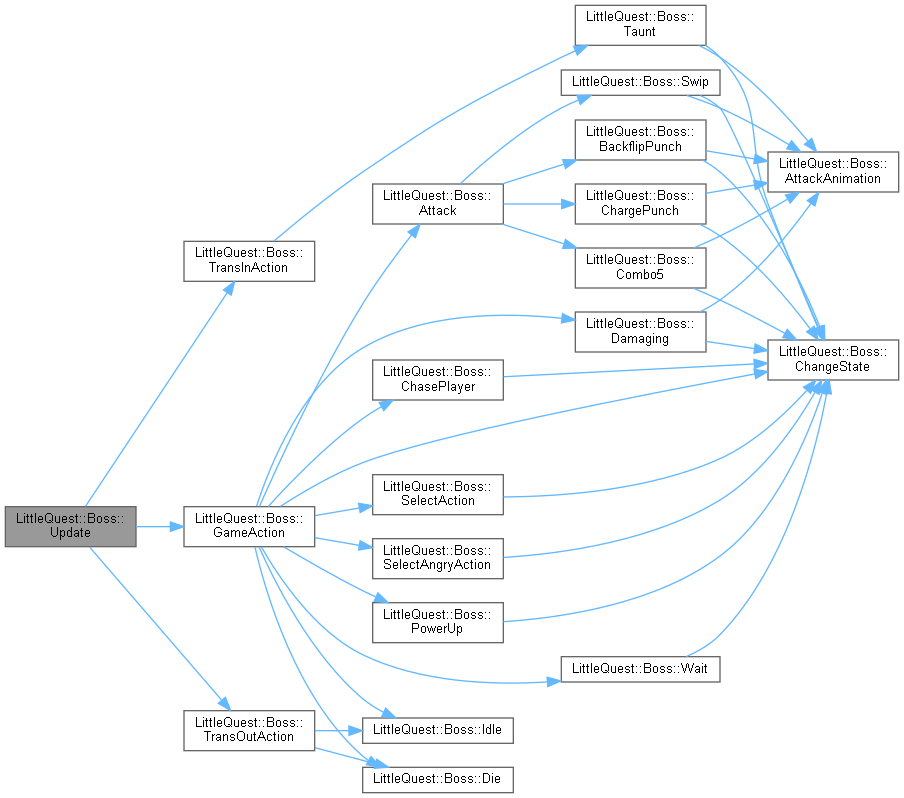 LittleQuest::Boss::
Update
LittleQuest::Boss::
TransInAction
LittleQuest::Boss::
GameAction
LittleQuest::Boss::
TransOutAction
LittleQuest::Boss::
Attack
LittleQuest::Boss::
ChasePlayer
LittleQuest::Boss::
SelectAction
LittleQuest::Boss::
SelectAngryAction
LittleQuest::Boss::
PowerUp
LittleQuest::Boss::Idle
LittleQuest::Boss::Die
LittleQuest::Boss::
Taunt
LittleQuest::Boss::Swip
LittleQuest::Boss::
BackflipPunch
LittleQuest::Boss::
ChargePunch
LittleQuest::Boss::
Combo5
LittleQuest::Boss::
Damaging
LittleQuest::Boss::Wait
LittleQuest::Boss::
AttackAnimation
LittleQuest::Boss::
ChangeState